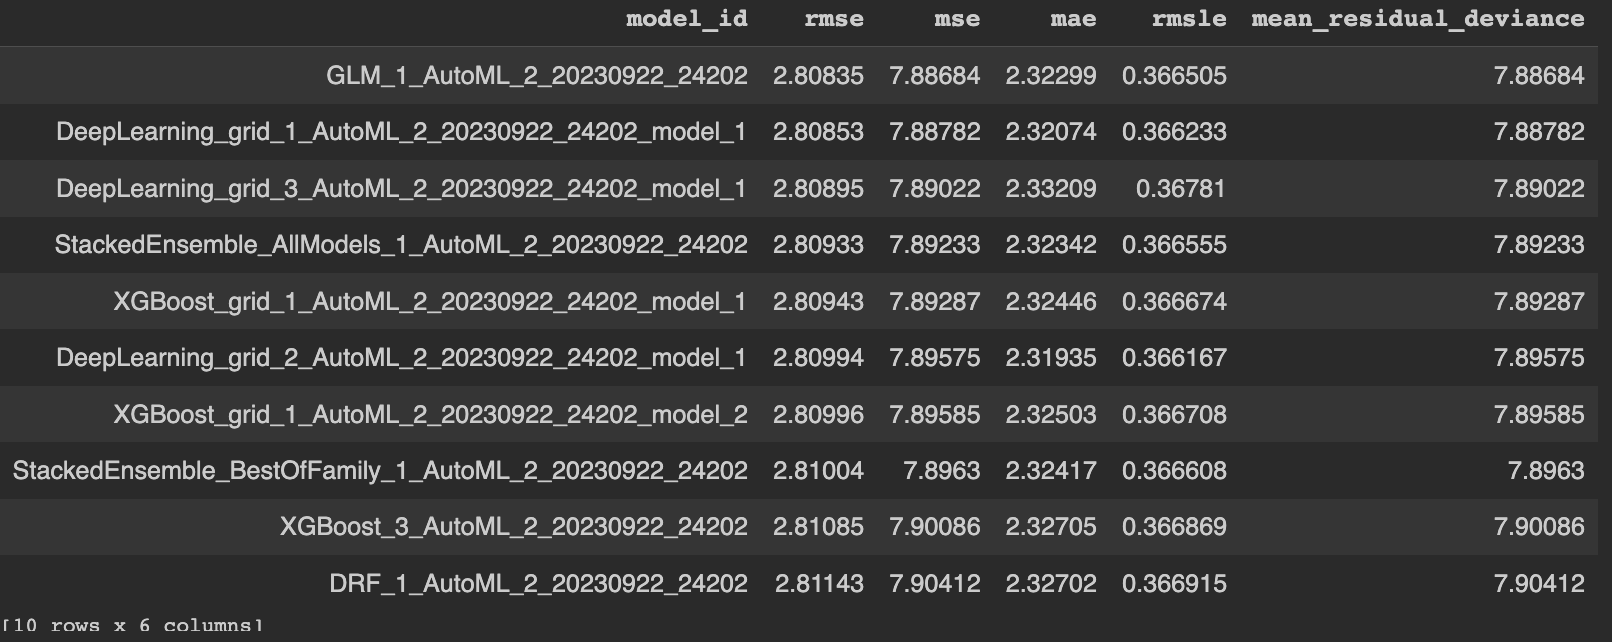 model_id rmse mse mae rmsle mean_residual_deviance
GLM_1_AutoML_2_20230922_24202 2.80835 7.88684 2.32299 0.366505 7.88684
DeepLearning_grid_1_AutoML_2_20230922_24202_model_1 2.80853 7.88782 2.32074 0.366233 7.88782
DeepLearning_grid_3_AutoML_2_20230922_24202_model_1 2.80895 7.89022 2.33209 0.36781 7.89022
StackedEnsemble_AllModels_1_AutoML_2_20230922_24202 2.80933 7.89233 2.32342 0.366555 7.89233
XGBoost_grid_1_AutoML_2_20230922_24202_model_1 2.80943 7.89287 2.32446 0.366674 7.89287
DeepLearning_grid_2_AutoML_2_20230922_24202_model_1 2.80994 7.89575 2.31935 0.366167 7.89575
XGBoost_grid_1_AutoML_2_20230922_24202_model_2 2.80996 7.89585 2.32503 0.366708 7.89585
StackedEnsemble_BestOfFamily_1_AutoML_2_20230922_24202 2.81004 7.8963 2.32417 0.366608 7.8963
XGBoost_3_AutoML_2_20230922_24202 2.81085 7.90086 2.32705 0.366869 7.90086
DRF_1_AutoML_2_20230922_24202 2.81143 7.90412 2.32702 0.366915 7.90412
[10 rows x 6 columns]